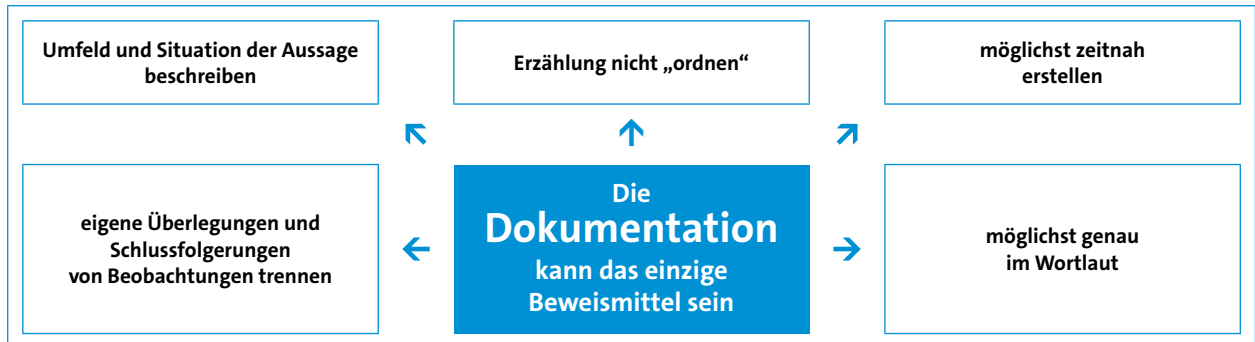 Umfeld und Situation der Aussage
beschreiben
Erzählung nicht „ordnen“
möglichst zeitnah
erstellen
eigene Überlegungen und
Schlussfolgerungen
von Beobachtungen trennen
Die
Dokumentation
kann das einzige
Beweismittel sein
möglichst genau
im Wortlaut